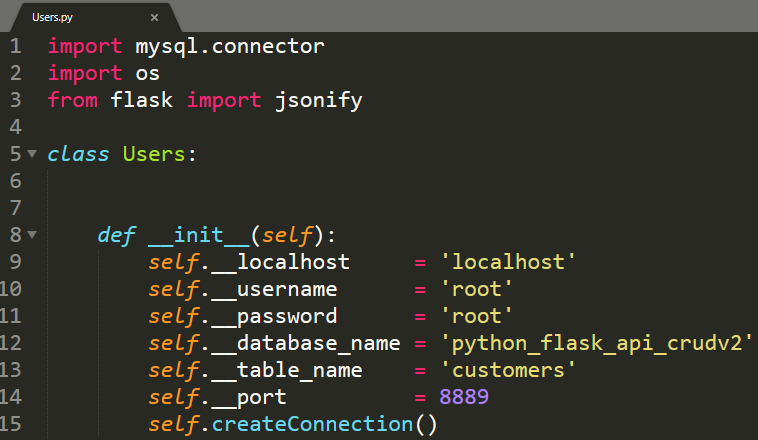 Users.py ×
1 import mysql.connector
2 import os
3 from flask import jsonify
4
5 class Users:
6
7
8     def __init__(self):
9         self.__localhost     = 'localhost'
10         self.__username      = 'root'
11         self.__password      = 'root'
12         self.__database_name = 'python_flask_api_crudv2'
13         self.__table_name    = 'customers'
14         self.__port          = 8889
15         self.createConnection()